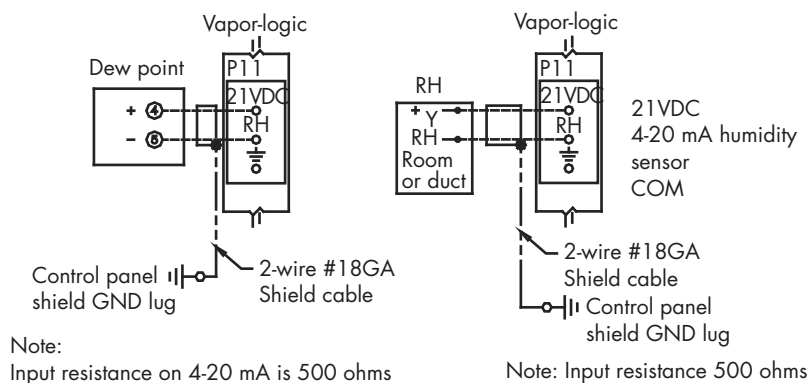 Vapor-logic
Dew point
P11
21VDC
+ 4
RH
- 5
2-wire #18GA
Shield cable
Control panel
shield GND lug
Note:
Input resistance on 4-20 mA is 500 ohms
Vapor-logic
RH
P11
21VDC
+ Y
RH
RH
Room
or duct
21VDC
4-20 mA humidity
sensor
COM
2-wire #18GA
Shield cable
Control panel
shield GND lug
Note: Input resistance 500 ohms